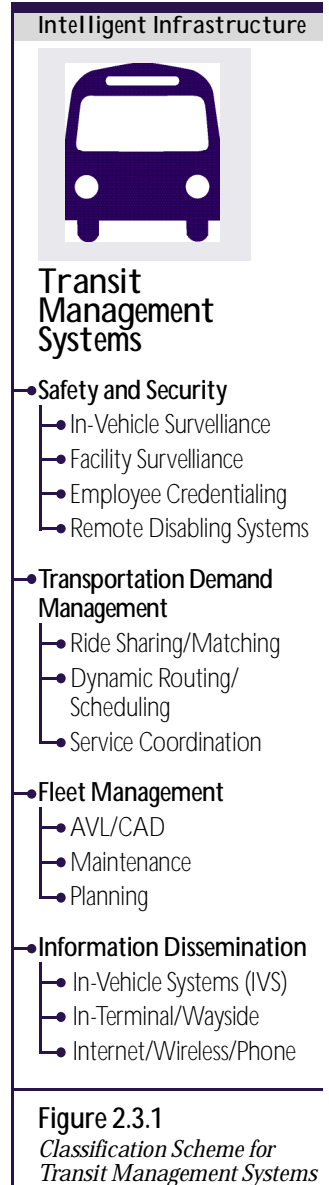 Intelligent Infrastructure
Transit
Management
Systems
Safety and Security
In-Vehicle Survelliance
Facility Survelliance
Employee Credentialing
Remote Disabling Systems
Transportation Demand
Management
Ride Sharing/Matching
Dynamic Routing/
Scheduling
Service Coordination
Fleet Management
AVL/CAD
Maintenance
Planning
Information Dissemination
In-Vehicle Systems (IVS)
In-Terminal/Wayside
Internet/Wireless/Phone
Figure 2.3.1
Classification Scheme for
Transit Management Systems